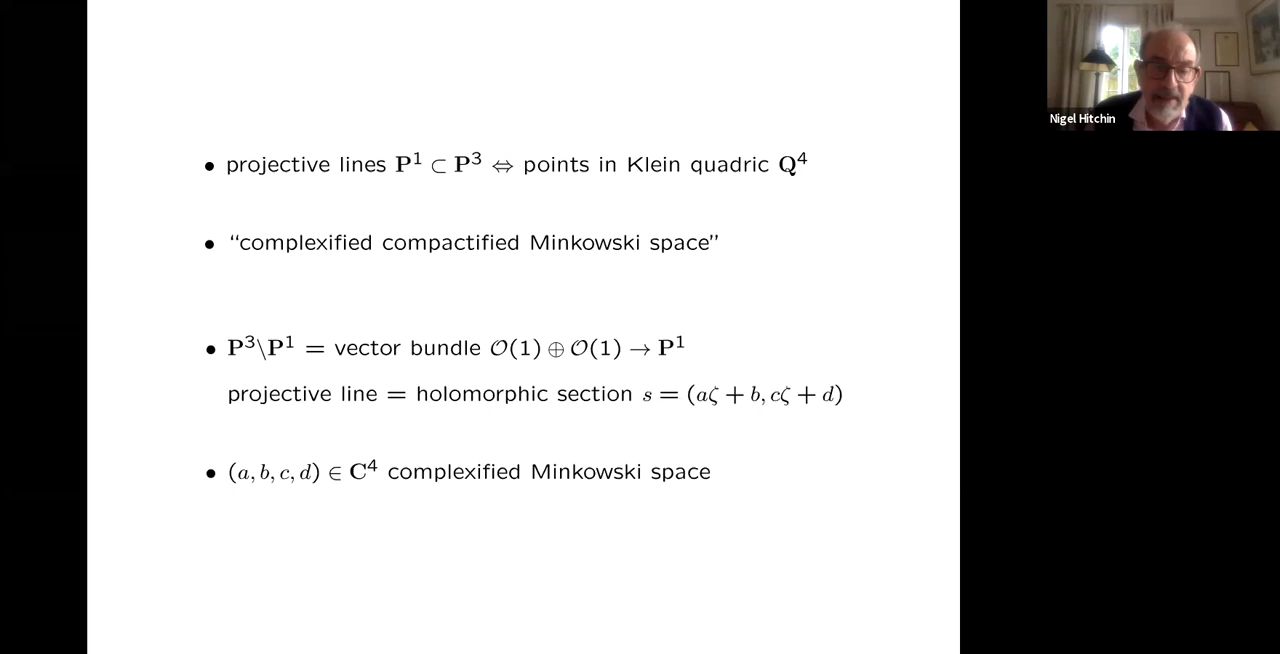 • projective lines P¹ ⊂ P³ ⇔ points in Klein quadric Q⁴
• “complexified compactified Minkowski space”
• P³\P¹ = vector bundle 𝒪(1) ⊕ 𝒪(1) → P¹
projective line = holomorphic section s = (aζ + b, cζ + d)
• (a, b, c, d) ∈ C⁴ complexified Minkowski space
Nigel Hitchin